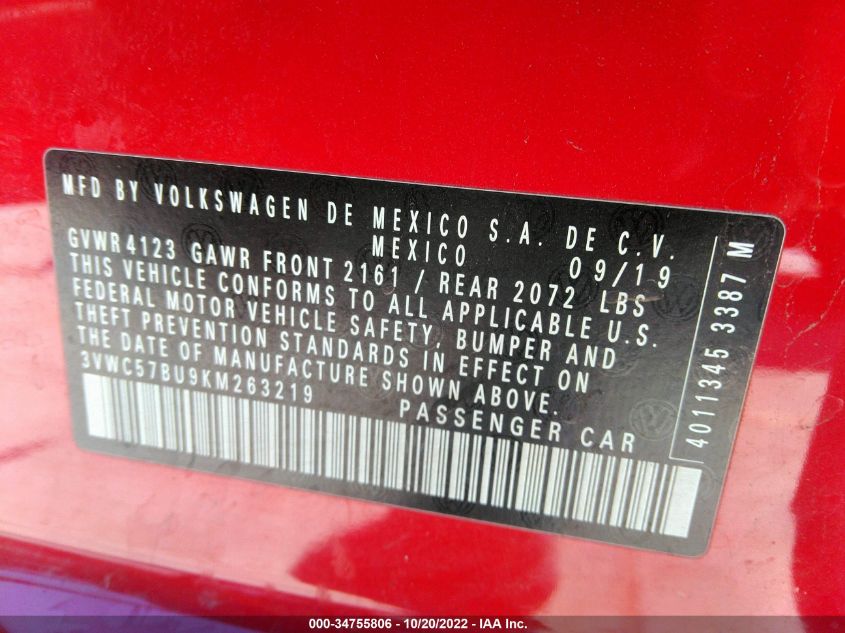 MFD BY VOLKSWAGEN DE MEXICO S.A. DE C.V.
MEXICO 09/19
GVWR 4123 GAWR FRONT 2161 / REAR 2072 LBS
THIS VEHICLE CONFORMS TO ALL APPLICABLE U.S.
FEDERAL MOTOR VEHICLE SAFETY, BUMPER AND
THEFT PREVENTION STANDARDS IN EFFECT ON
THE DATE OF MANUFACTURE SHOWN ABOVE.
3VWC57BU9KM263219 PASSENGER CAR
4011345 3387 M
000-34755806 - 10/20/2022 - IAA Inc.